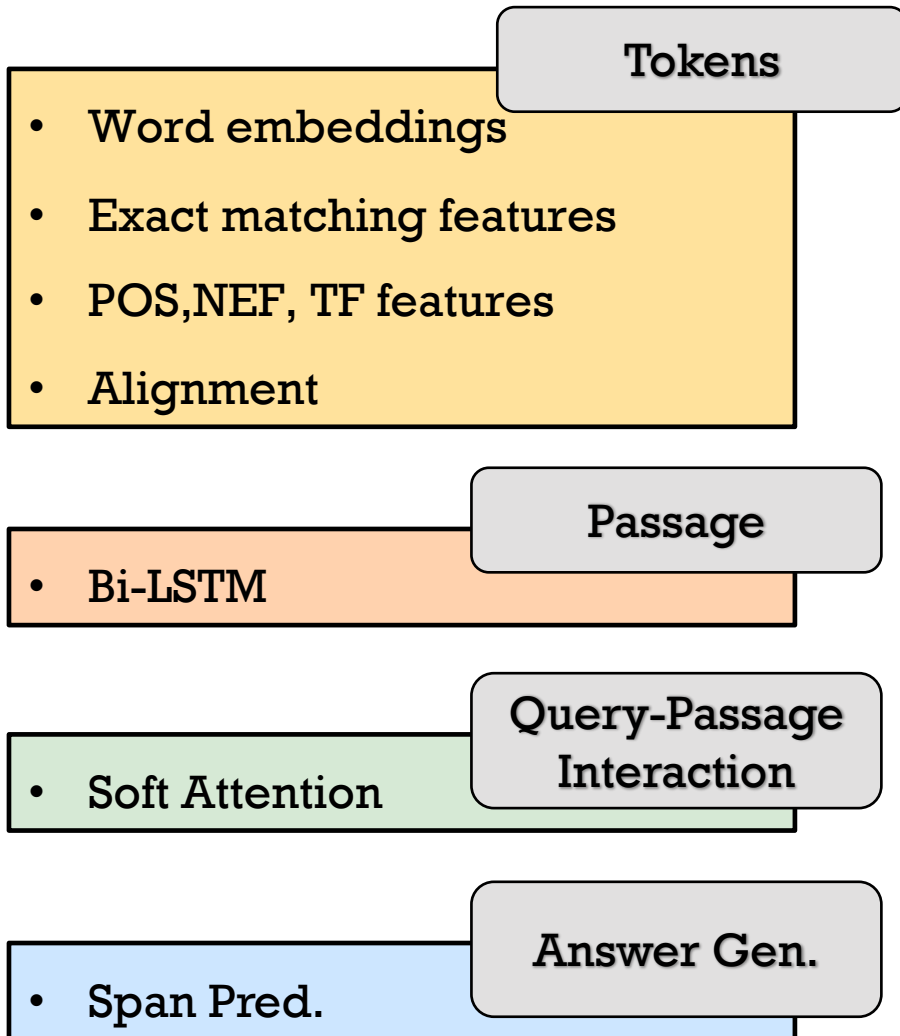 Tokens
• Word embeddings
• Exact matching features
• POS,NEF, TF features
• Alignment
Passage
• Bi-LSTM
Query-Passage
Interaction
• Soft Attention
Answer Gen.
• Span Pred.